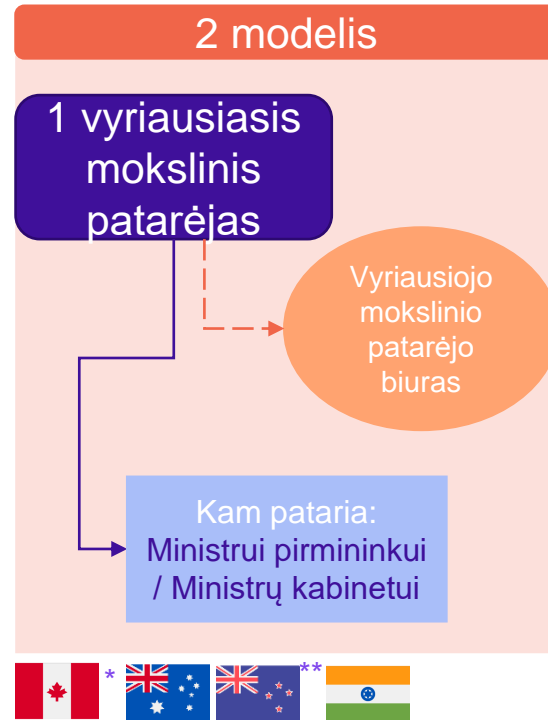 2 modelis
1 vyriausiasis
mokslinis
patarėjas
Vyriausiojo
mokslinio
patarėjo
biuras
Kam pataria:
Ministrui pirmininkui
/ Ministrų kabinetui
* **